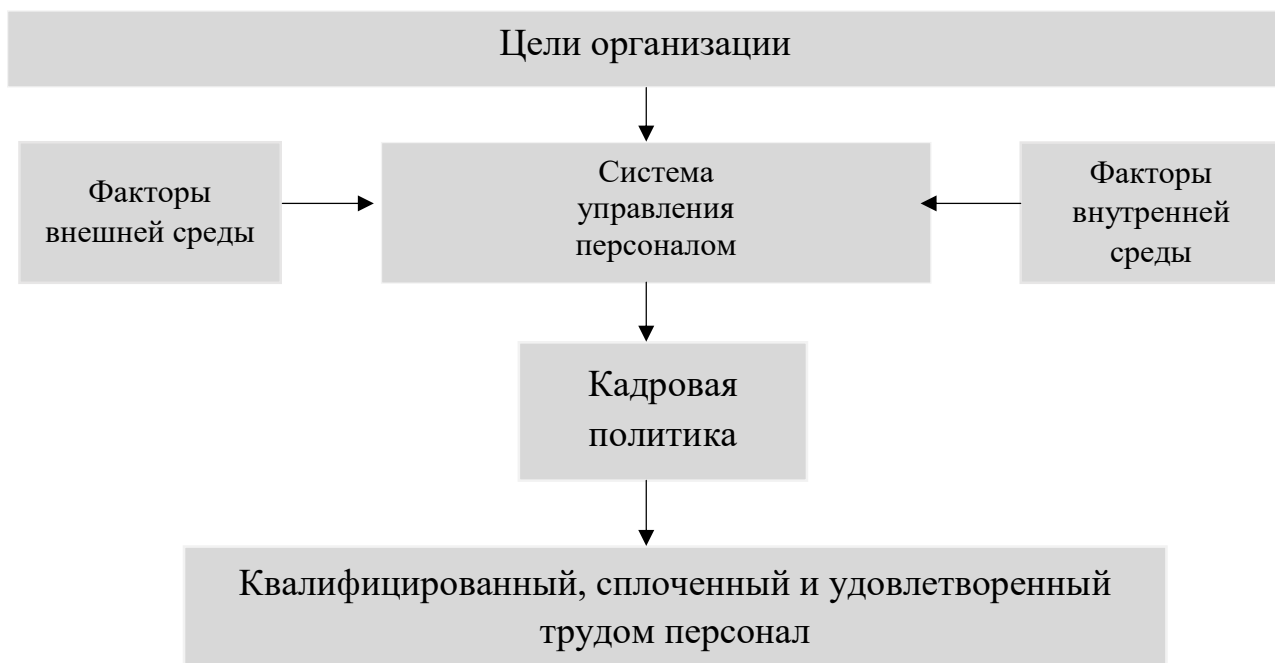 Цели организации
Факторы
внешней среды
Система
управления
персоналом
Факторы
внутренней
среды
Кадровая
политика
Квалифицированный, сплоченный и удовлетворенный
трудом персонал